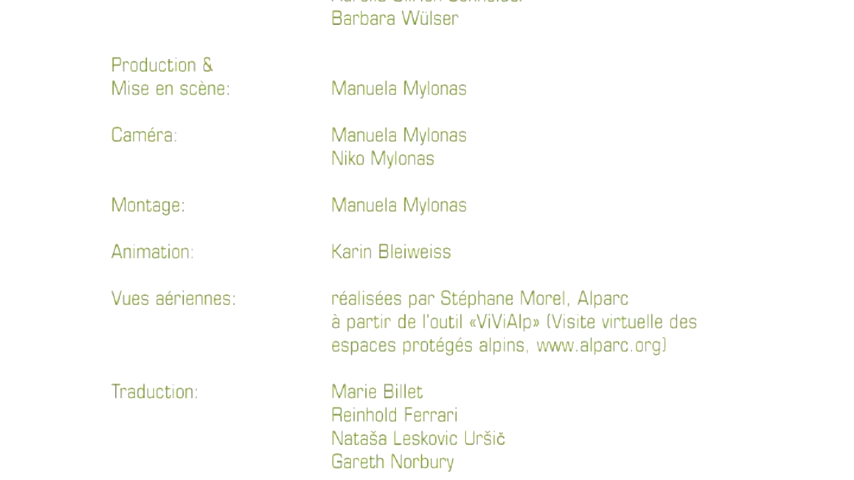 Barbara Wülser
Production &
Mise en scène: Manuela Mylonas
Caméra: Manuela Mylonas
Niko Mylonas
Montage: Manuela Mylonas
Animation: Karin Bleiweiss
Vues aériennes: réalisées par Stéphane Morel, Alparc
à partir de l'outil «ViViAlp» (Visite virtuelle des
espaces protégés alpins, www.alparc.org)
Traduction: Marie Billet
Reinhold Ferrari
Nataša Leskovic Uršič
Gareth Norbury